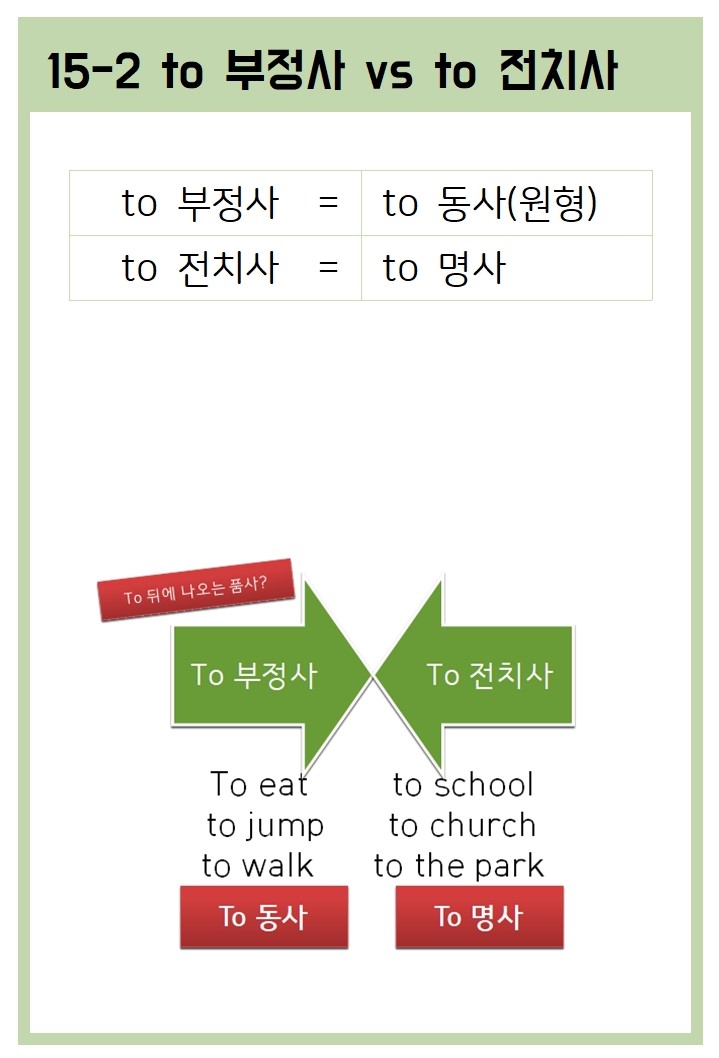 15-2 to 부정사 vs to 전치사
to 부정사 = to 동사(원형)
to 전치사 = to 명사
To 뒤에 나오는 품사?
To 부정사 To 전치사
To eat to school
to jump to church
to walk to the park
To 동사 To 명사